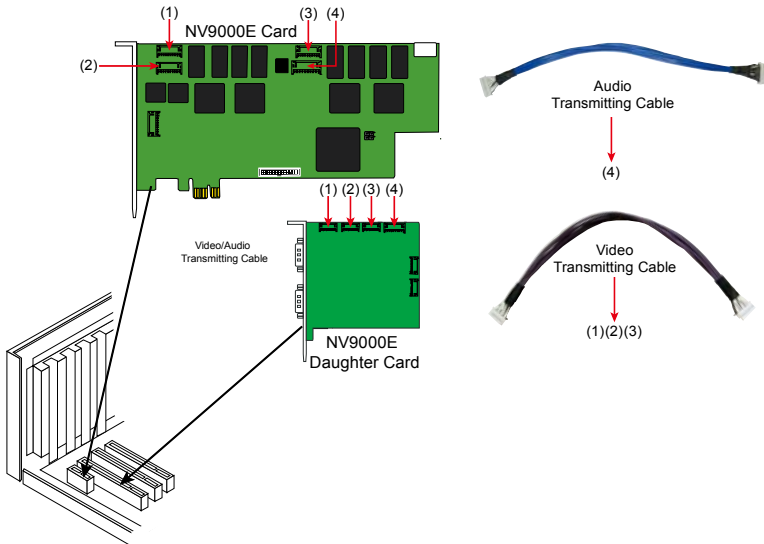 (1)
(3)
(4)
NV9000E Card
(2)
Audio
Transmitting Cable
(4)
(1)
(2)
(3)
(4)
Video/Audio
Transmitting Cable
Video
Transmitting Cable
(1)(2)(3)
NV9000E
Daughter Card